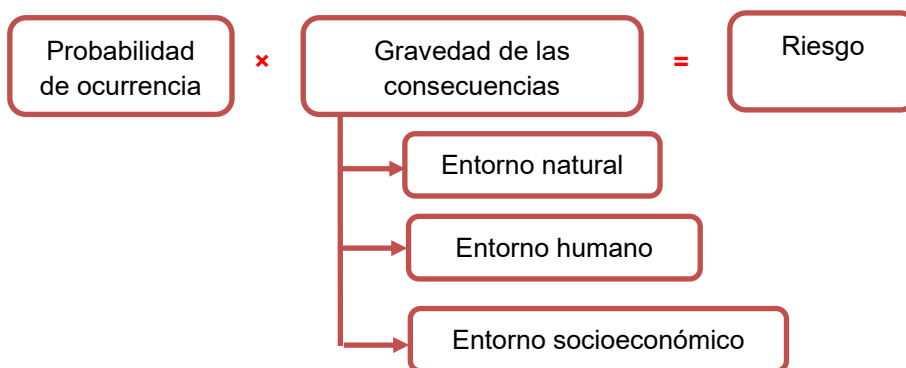 Probabilidad
de ocurrencia
×
Gravedad de las
consecuencias
=
Riesgo
Entorno natural
Entorno humano
Entorno socioeconómico